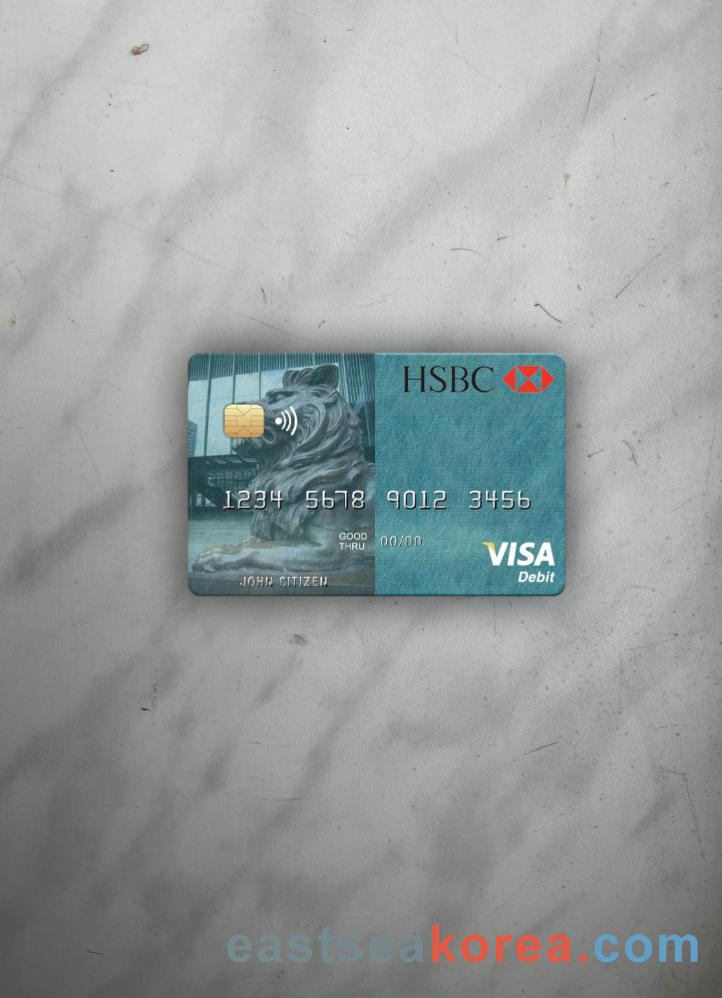 HSBC
1234 5678 9012 3456
GOOD THRU 00/00
VISA
Debit
JOHN CITIZEN
eastseakorea.com